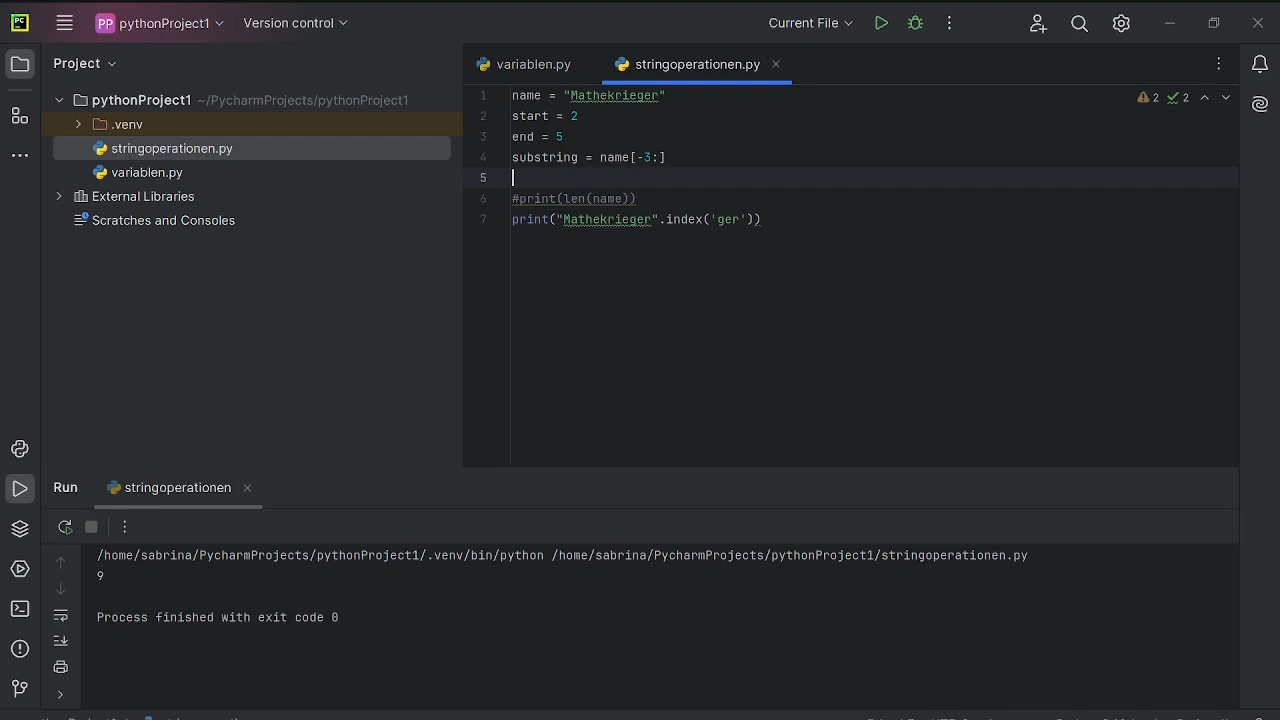 PC
PP pythonProject1
Version control
Current File
Project
variablen.py
stringoperationen.py
pythonProject1 ~/PycharmProjects/pythonProject1
.venv
stringoperationen.py
variablen.py
External Libraries
Scratches and Consoles
1 name = "Mathekrieger"
2 start = 2
3 end = 5
4 substring = name[-3:]
5
6 #print(len(name))
7 print("Mathekrieger".index('ger'))
2 2
Run
stringoperationen
/home/sabrina/PycharmProjects/pythonProject1/.venv/bin/python /home/sabrina/PycharmProjects/pythonProject1/stringoperationen.py
9
Process finished with exit code 0